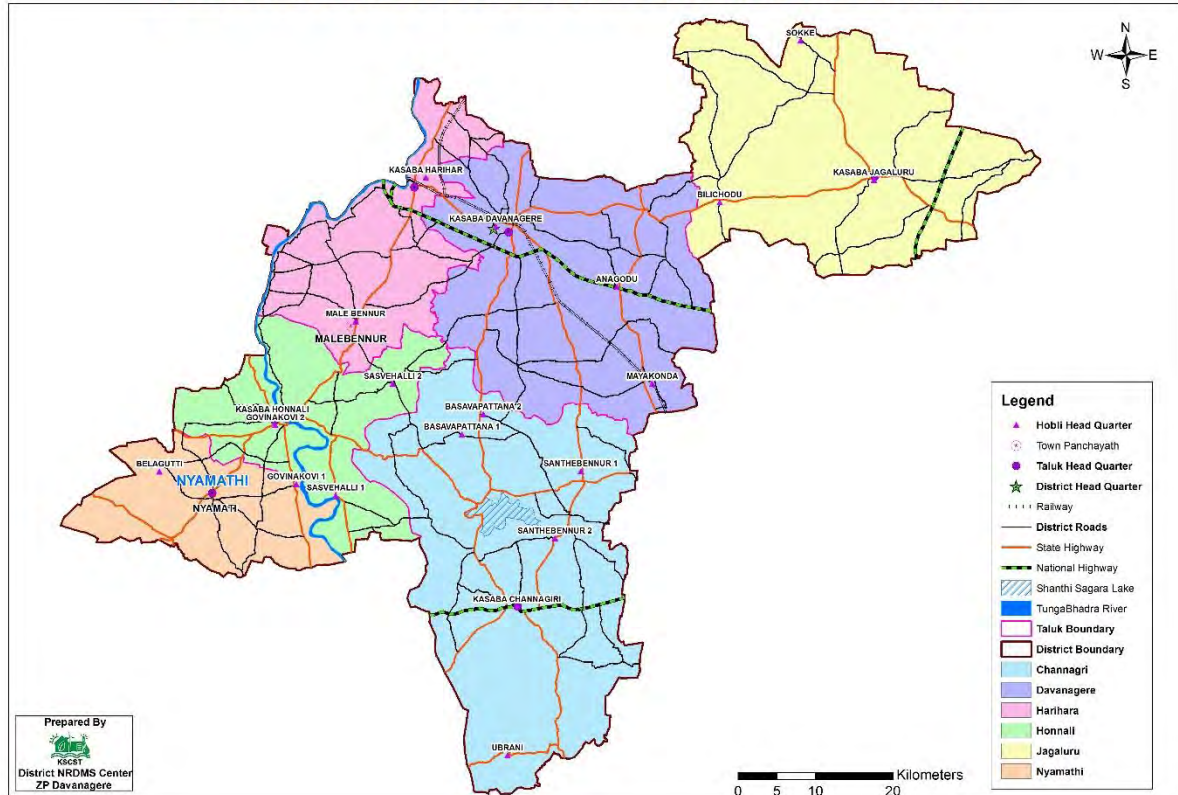 SOKKE
N
W E
S
KASABA HARIHAR
KASABA JAGALURU
BILICHODU
KASABA DAVANAGERE
ANAGODU
MALE BENNUR
MALEBENNUR
SASVEHALLI 2
MAYAKONDA
BASAVAPATTANA 2
KASABA HONNALI
GOVINAKOVI 2
BASAVAPATTANA 1
BELAGUTTI
NYAMATHI
GOVINAKOVI 1
SASVEHALLI 1
NYAMATI
SANTHEBENNUR 1
SANTHEBENNUR 2
KASABA CHANNAGIRI
UBRANI
Legend
Hobli Head Quarter
Town Panchayath
Taluk Head Quarter
District Head Quarter
Railway
District Roads
State Highway
National Highway
Shanthi Sagara Lake
TungaBhadra River
Taluk Boundary
District Boundary
Channagri
Davanagere
Harihara
Honnali
Jagaluru
Nyamathi
Prepared By
KSCST
District NRDMS Center
ZP Davanagere
Kilometers
0 5 10 20